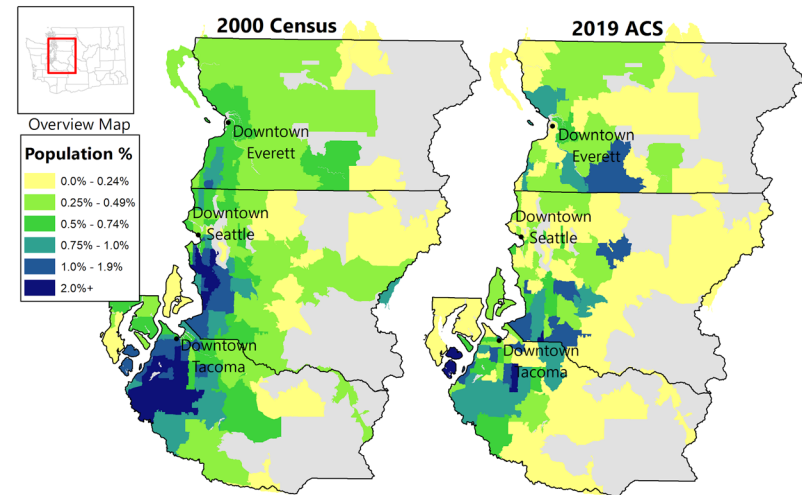 2000 Census
2019 ACS
Overview Map
Population %
0.0% - 0.24%
0.25% - 0.49%
0.5% - 0.74%
0.75% - 1.0%
1.0% - 1.9%
2.0%+
Downtown
Everett
Downtown
Seattle
Downtown
Tacoma
Downtown
Everett
Downtown
Seattle
Downtown
Tacoma